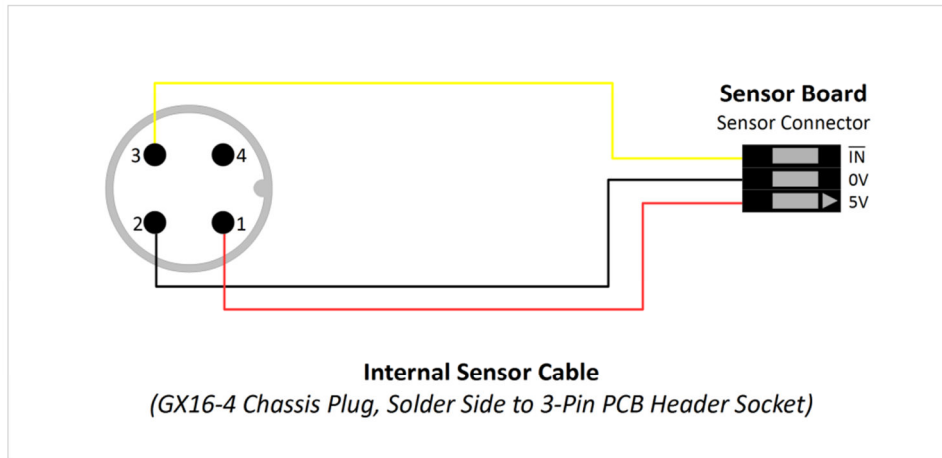 Sensor Board
Sensor Connector
3
4
I̅N̅
0V
5V
2
1
Internal Sensor Cable
(GX16-4 Chassis Plug, Solder Side to 3-Pin PCB Header Socket)